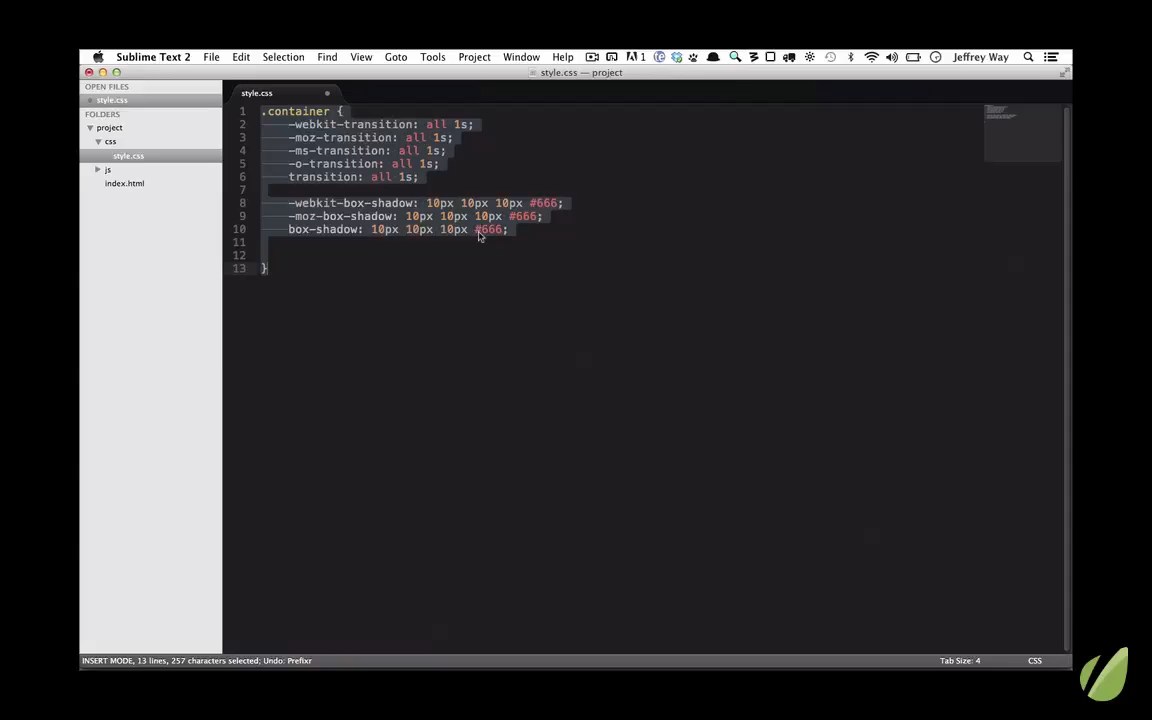 Sublime Text 2 File Edit Selection Find View Goto Tools Project Window Help 1 Jeffrey Way
style.css — project
OPEN FILES
style.css
FOLDERS
project
css
style.css
js
index.html
style.css
1 .container {
2 -webkit-transition: all 1s;
3 -moz-transition: all 1s;
4 -ms-transition: all 1s;
5 -o-transition: all 1s;
6 transition: all 1s;
7
8 -webkit-box-shadow: 10px 10px 10px #666;
9 -moz-box-shadow: 10px 10px 10px #666;
10 box-shadow: 10px 10px 10px #666;
11
12
13 }
INSERT MODE, 13 lines, 257 characters selected; Undo: Prefixr Tab Size: 4 CSS